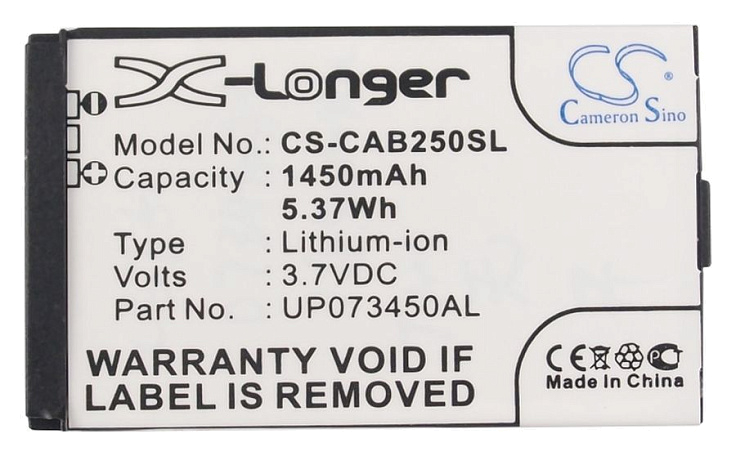 X-Longer
CS
®
Cameron Sino
Model No.: CS-CAB250SL
Capacity : 1450mAh
5.37Wh
Type : Lithium-ion
Volts : 3.7VDC
Part No. : UP073450AL
WARRANTY VOID IF
LABEL IS REMOVED
CE PCT
Made in China